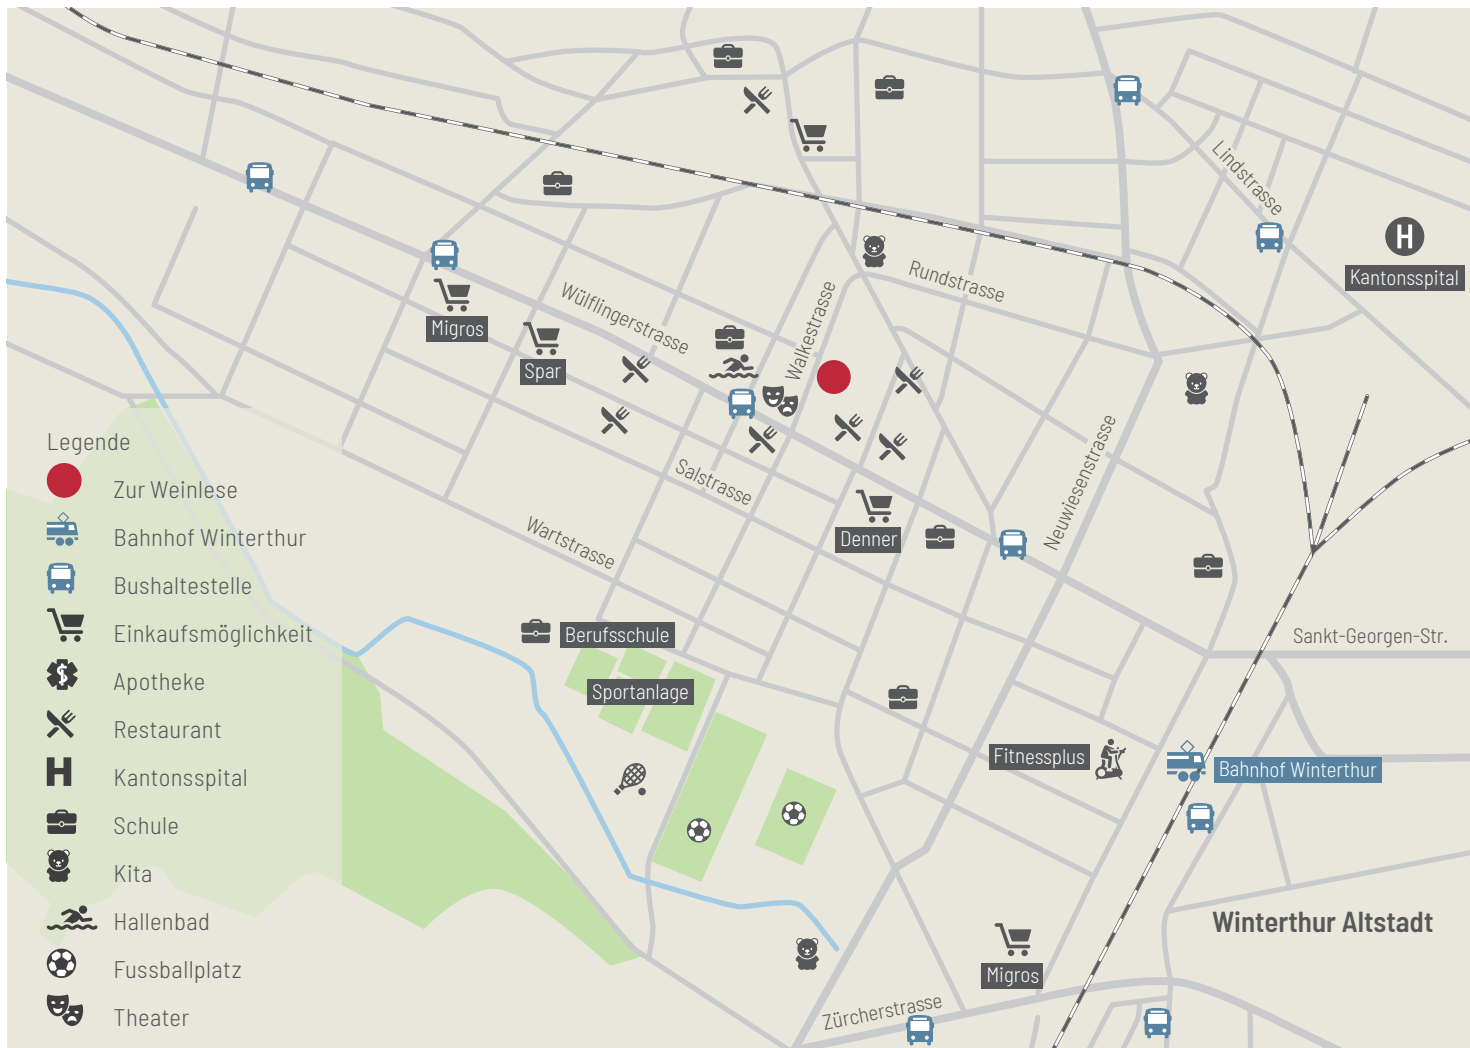 Lindstrasse
H
Kantonsspital
Rundstrasse
Wülflingerstrasse
Walkestrasse
Migros
Spar
Neuwiesenstrasse
Salstrasse
Wartstrasse
Denner
Legende
Zur Weinlese
Bahnhof Winterthur
Bushaltestelle
Einkaufsmöglichkeit
Apotheke
Restaurant
H
Kantonsspital
Schule
Kita
Hallenbad
Fussballplatz
Theater
Berufsschule
Sportanlage
Sankt-Georgen-Str.
Fitnessplus
Bahnhof Winterthur
Winterthur Altstadt
Migros
Zürcherstrasse